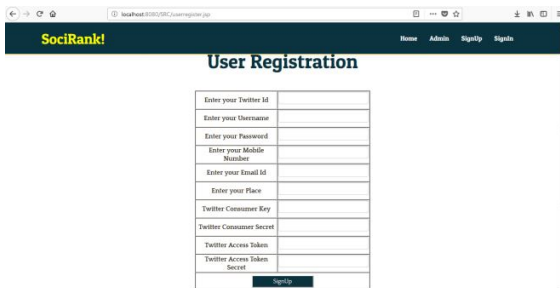 localhost:8080/SRC/userregister.jsp
SociRank!
Home Admin SignUp SignIn
User Registration
Enter your Twitter Id
Enter your Username
Enter your Password
Enter your Mobile
Number
Enter your Email Id
Enter your Place
Twitter Consumer Key
Twitter Consumer Secret
Twitter Access Token
Twitter Access Token
Secret
SignUp